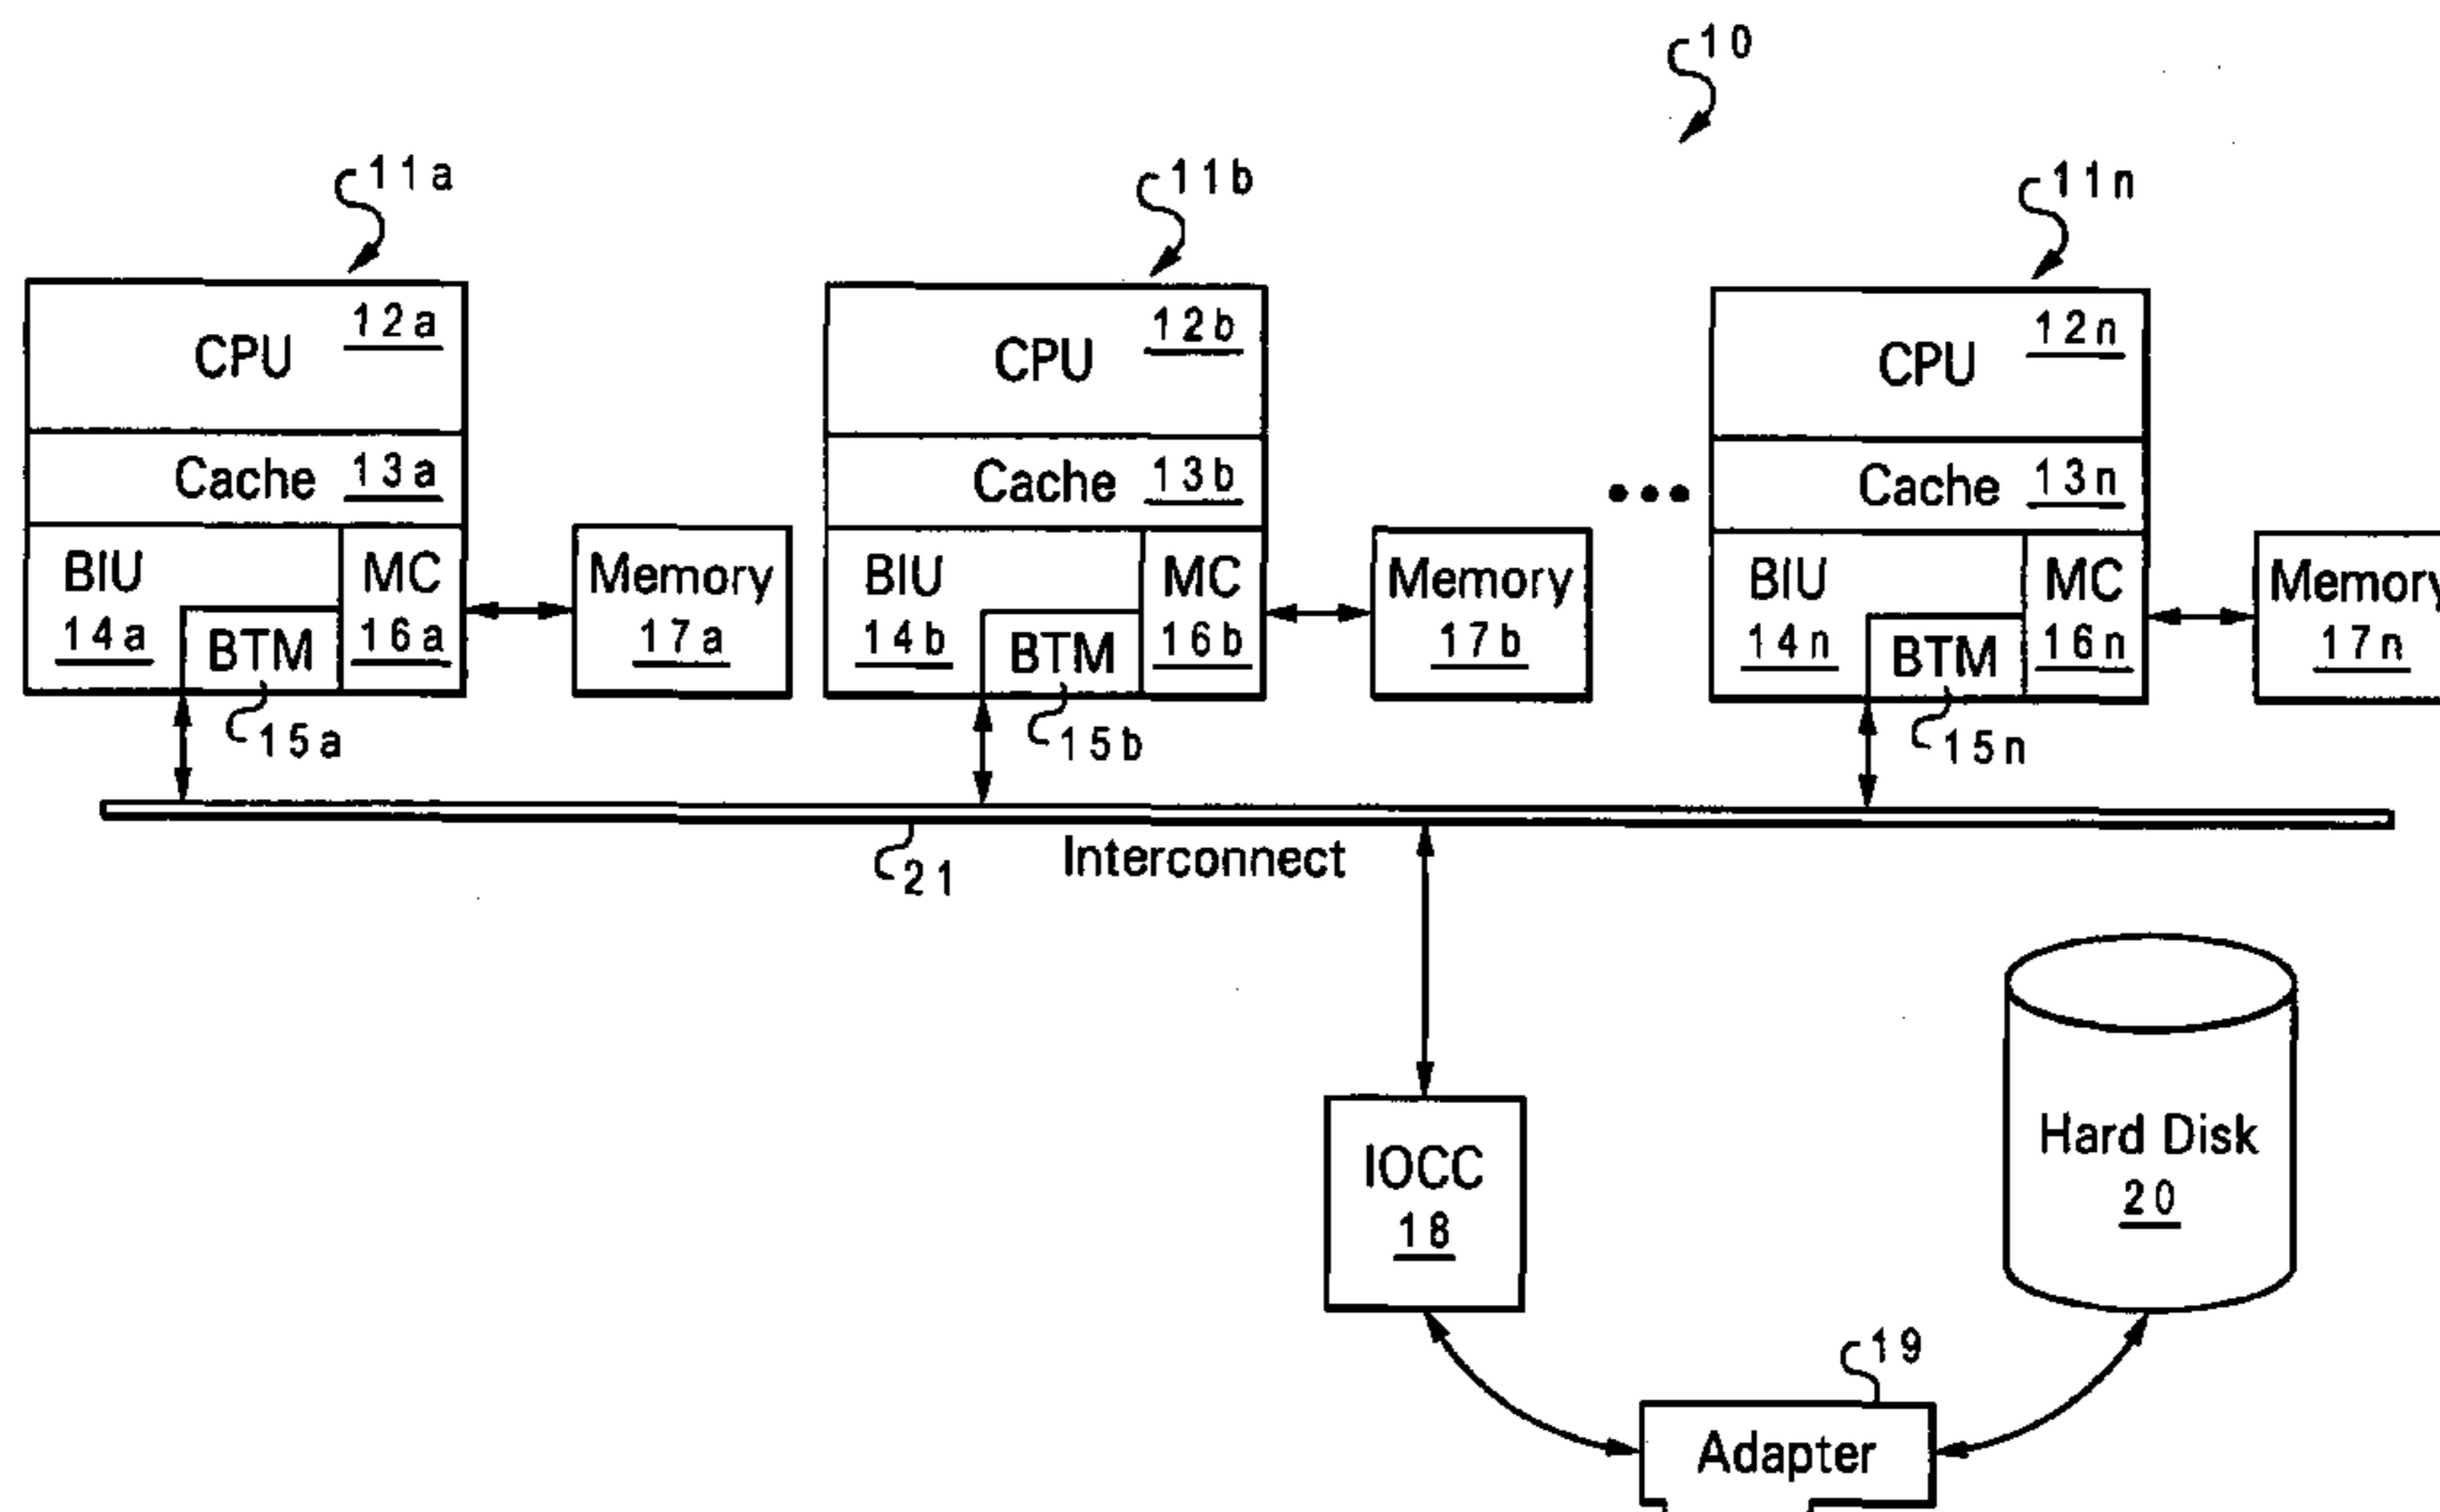 10
11a
11b
11n
12a
CPU
12b
CPU
12n
CPU
Cache 13a
Cache 13b
Cache 13n
BIU
14a
BTM
MC
16a
Memory
17a
BIU
14b
BTM
MC
16b
Memory
17b
BIU
14n
BTM
MC
16n
Memory
17n
15a
15b
15n
21
Interconnect
IOCC
18
Hard Disk
20
19
Adapter